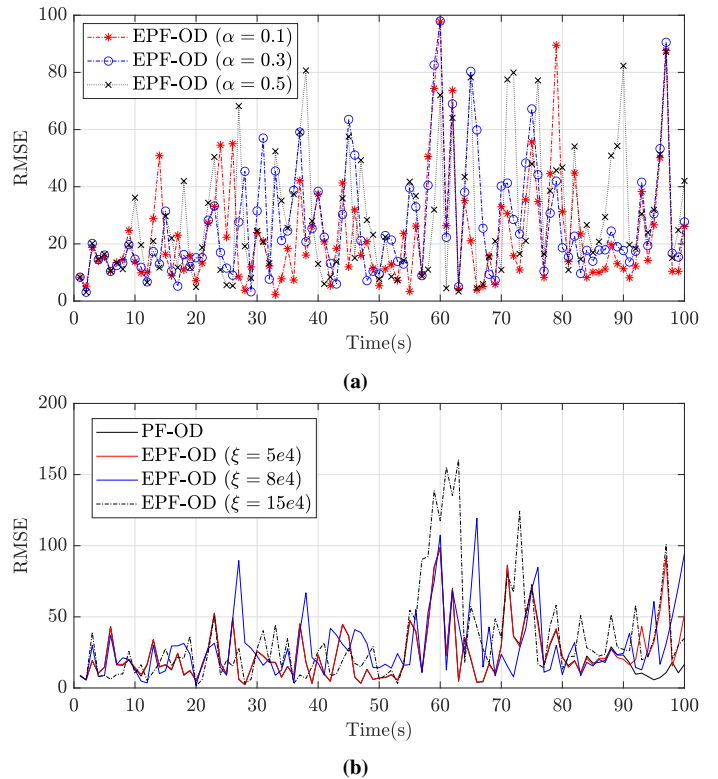 100
80
60
40
20
0
RMSE
EPF-OD (α = 0.1)
EPF-OD (α = 0.3)
EPF-OD (α = 0.5)
0 10 20 30 40 50 60 70 80 90 100
Time(s)
(a)
200
150
100
50
0
RMSE
PF-OD
EPF-OD (ξ = 5e4)
EPF-OD (ξ = 8e4)
EPF-OD (ξ = 15e4)
0 10 20 30 40 50 60 70 80 90 100
Time(s)
(b)